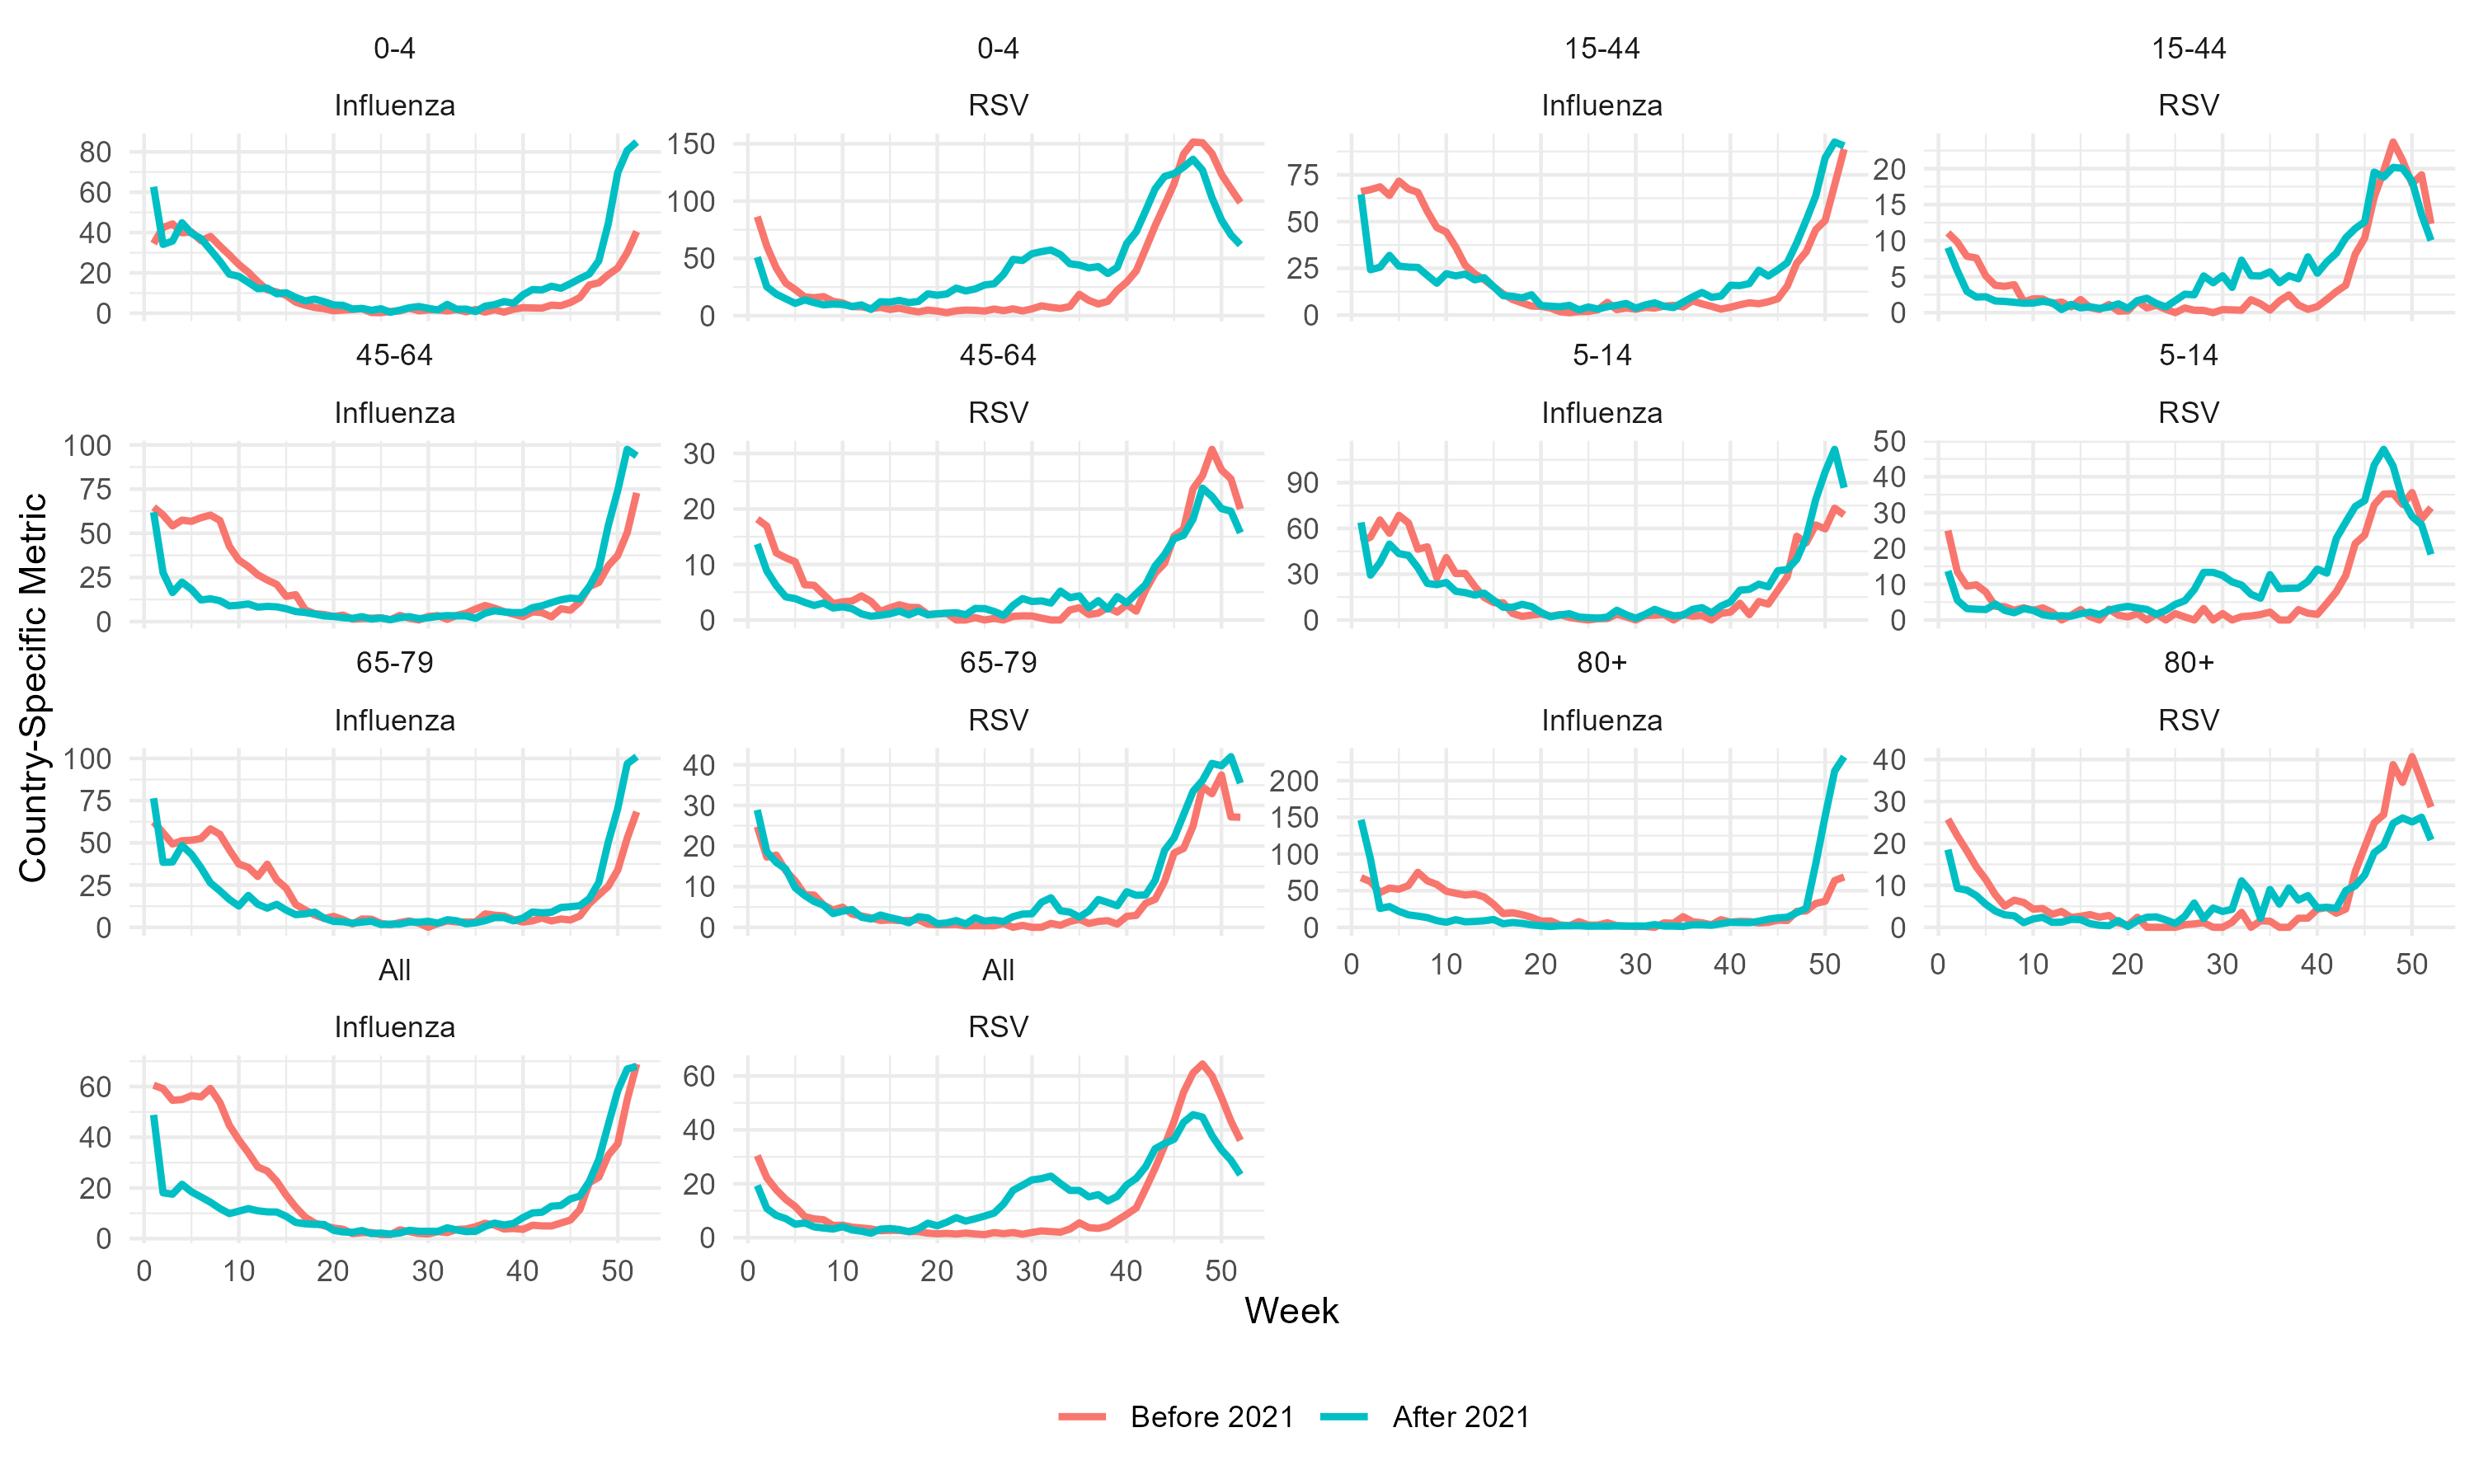 0-4 0-4 15-44 15-44
Influenza RSV Influenza RSV
80 60 40 20 0
150 100 50 0
75 50 25 0
20 15 10 5 0
45-64 45-64 5-14 5-14
Influenza RSV Influenza RSV
100 75 50 25 0
30 20 10 0
90 60 30 0
50 40 30 20 10 0
65-79 65-79 80+ 80+
Influenza RSV Influenza RSV
100 75 50 25 0
40 30 20 10 0
200 150 100 50 0
40 30 20 10 0
0 10 20 30 40 50
0 10 20 30 40 50
All All
Influenza RSV
60 40 20 0
60 40 20 0
0 10 20 30 40 50
0 10 20 30 40 50
Country-Specific Metric
Week
Before 2021 After 2021